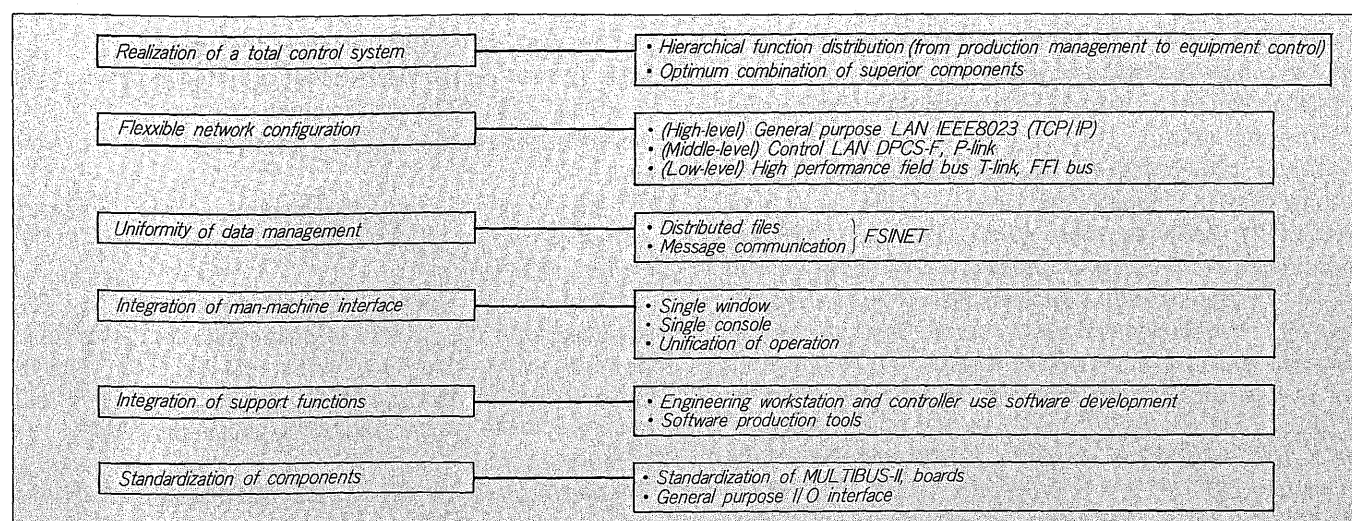 Realization of a total control system
• Hierarchical function distribution (from production management to equipment control)
• Optimum combination of superior components
Flexxible network configuration
• (High-level) General purpose LAN IEEE8023 (TCP/IP)
• (Middle-level) Control LAN DPCS-F, P-link
• (Low-level) High performance field bus T-link, FFI bus
Uniformity of data management
• Distributed files
• Message communication } FSINET
Integration of man-machine interface
• Single window
• Single console
• Unification of operation
Integration of support functions
• Engineering workstation and controller use software development
• Software production tools
Standardization of components
• Standardization of MULTIBUS-II, boards
• General purpose I/O interface